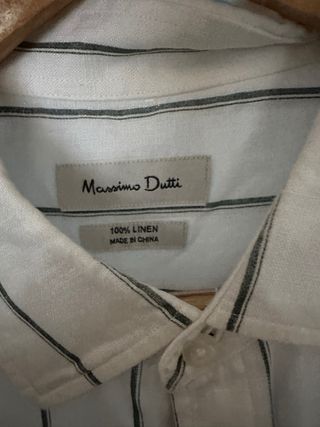 Massimo Dutti
100% LINEN
MADE IN CHINA